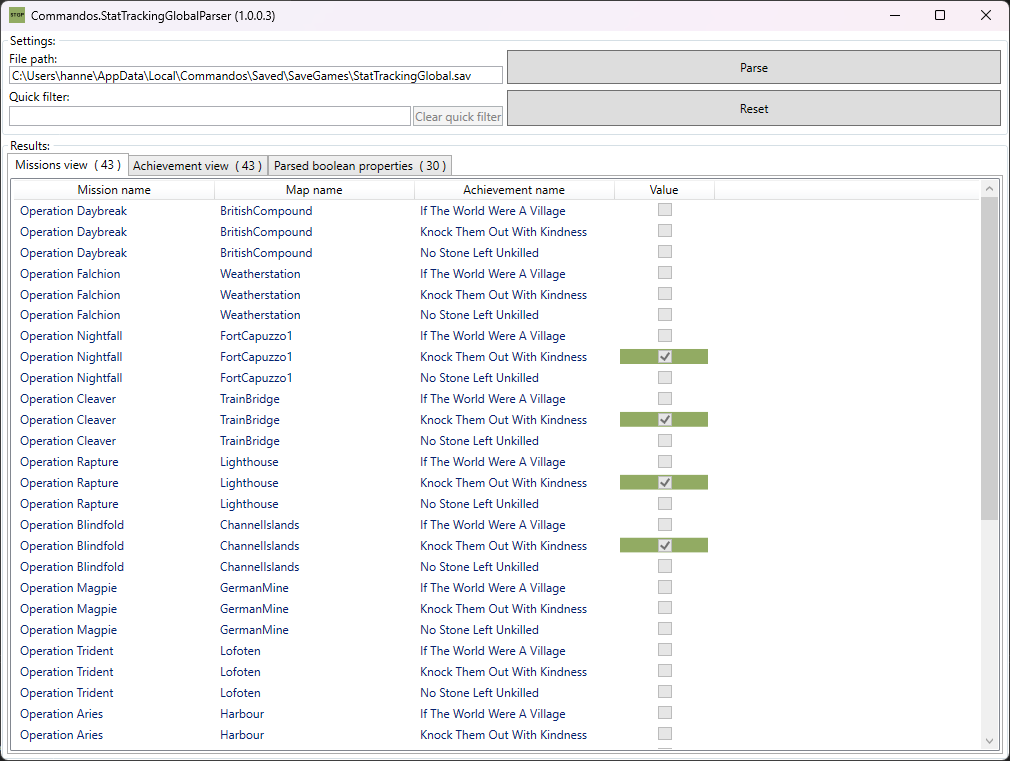 STOP Commandos.StatTrackingGlobalParser (1.0.0.3)
Settings:
File path:
C:\Users\hanne\AppData\Local\Commandos\Saved\SaveGames\StatTrackingGlobal.sav
Parse
Quick filter:
Clear quick filter
Reset
Results:
Missions view ( 43 ) Achievement view ( 43 ) Parsed boolean properties ( 30 )
Mission name Map name Achievement name Value
Operation Daybreak BritishCompound If The World Were A Village
Operation Daybreak BritishCompound Knock Them Out With Kindness
Operation Daybreak BritishCompound No Stone Left Unkilled
Operation Falchion Weatherstation If The World Were A Village
Operation Falchion Weatherstation Knock Them Out With Kindness
Operation Falchion Weatherstation No Stone Left Unkilled
Operation Nightfall FortCapuzzo1 If The World Were A Village
Operation Nightfall FortCapuzzo1 Knock Them Out With Kindness
Operation Nightfall FortCapuzzo1 No Stone Left Unkilled
Operation Cleaver TrainBridge If The World Were A Village
Operation Cleaver TrainBridge Knock Them Out With Kindness
Operation Cleaver TrainBridge No Stone Left Unkilled
Operation Rapture Lighthouse If The World Were A Village
Operation Rapture Lighthouse Knock Them Out With Kindness
Operation Rapture Lighthouse No Stone Left Unkilled
Operation Blindfold ChannelIslands If The World Were A Village
Operation Blindfold ChannelIslands Knock Them Out With Kindness
Operation Blindfold ChannelIslands No Stone Left Unkilled
Operation Magpie GermanMine If The World Were A Village
Operation Magpie GermanMine Knock Them Out With Kindness
Operation Magpie GermanMine No Stone Left Unkilled
Operation Trident Lofoten If The World Were A Village
Operation Trident Lofoten Knock Them Out With Kindness
Operation Trident Lofoten No Stone Left Unkilled
Operation Aries Harbour If The World Were A Village
Operation Aries Harbour Knock Them Out With Kindness